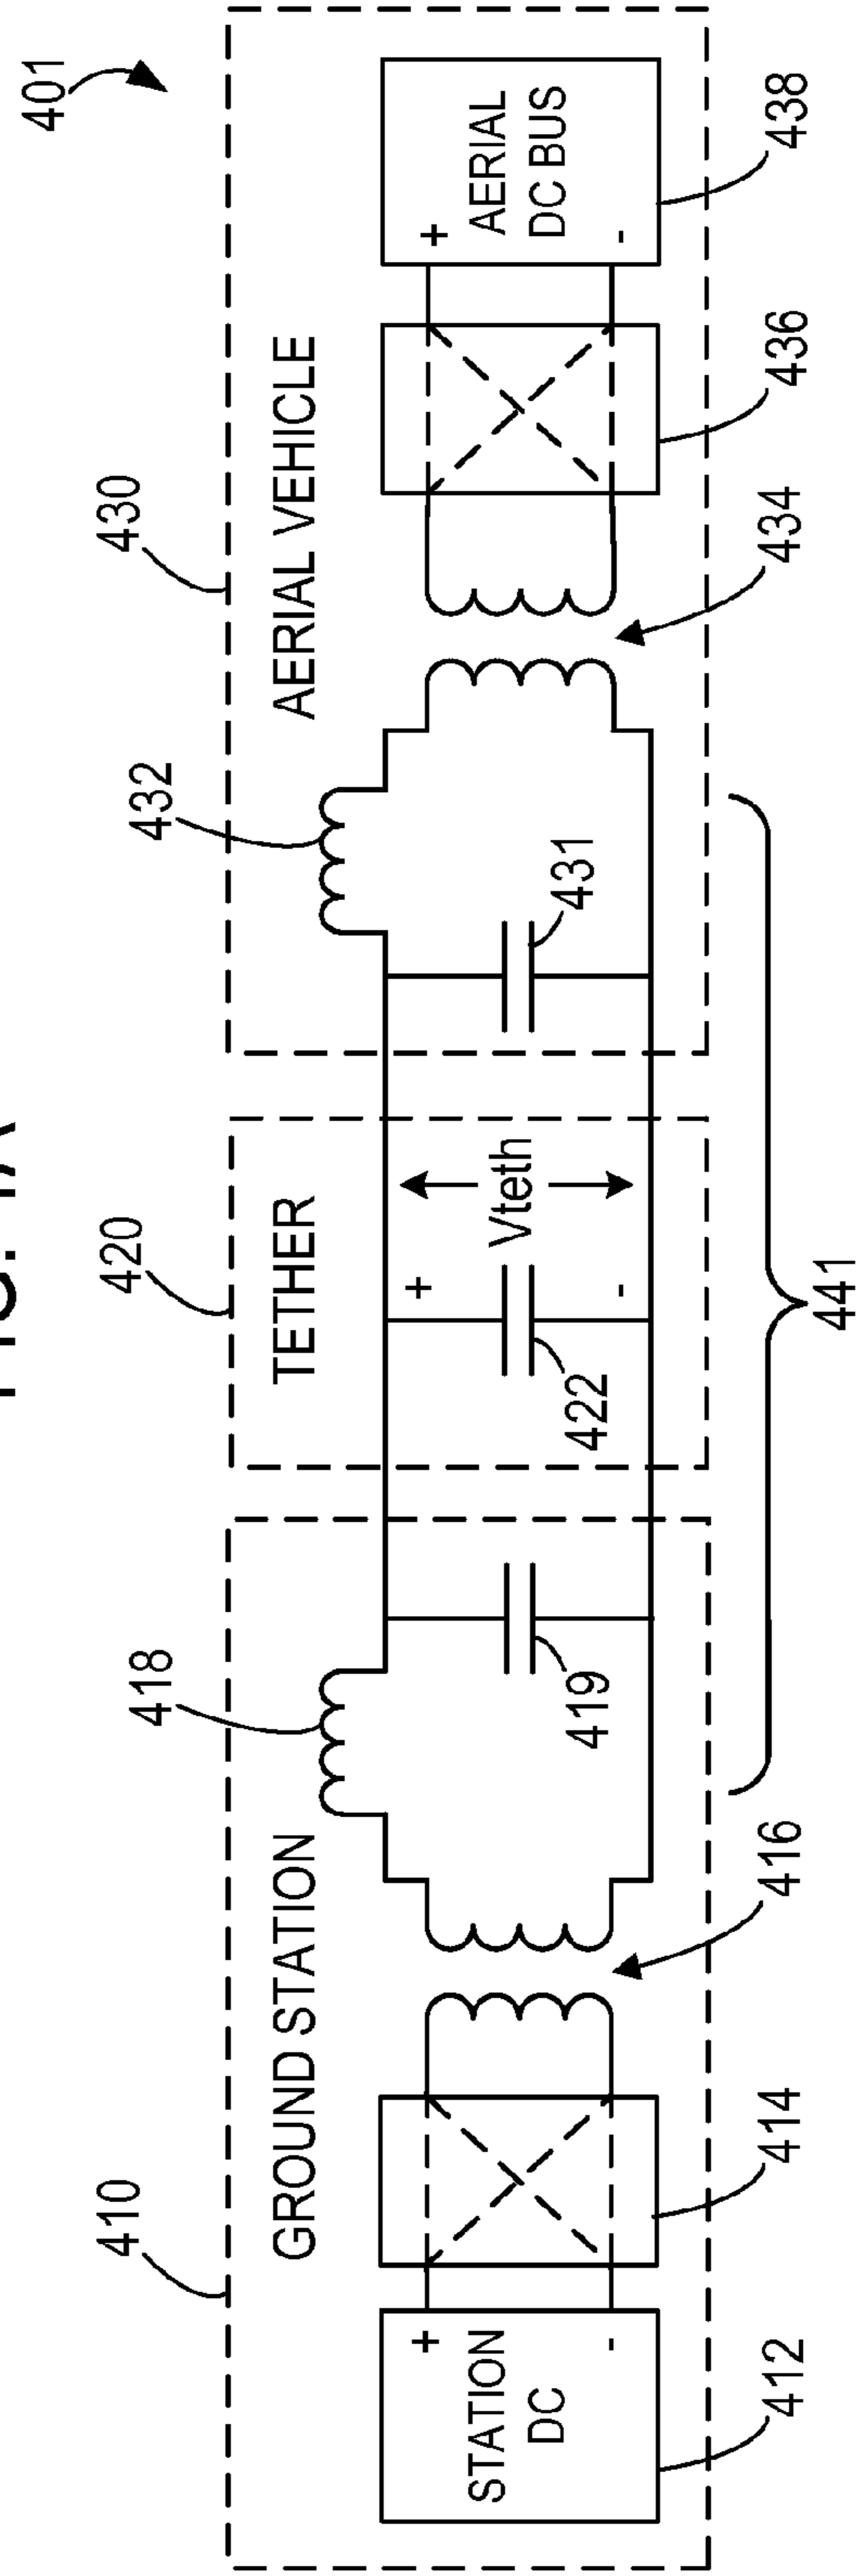 401
410
420
430
GROUND STATION
TETHER
AERIAL VEHICLE
418
432
STATION
DC
+
-
419
422
+
-
Vteth
431
+
-
AERIAL
DC BUS
412
414
416
434
436
438
441